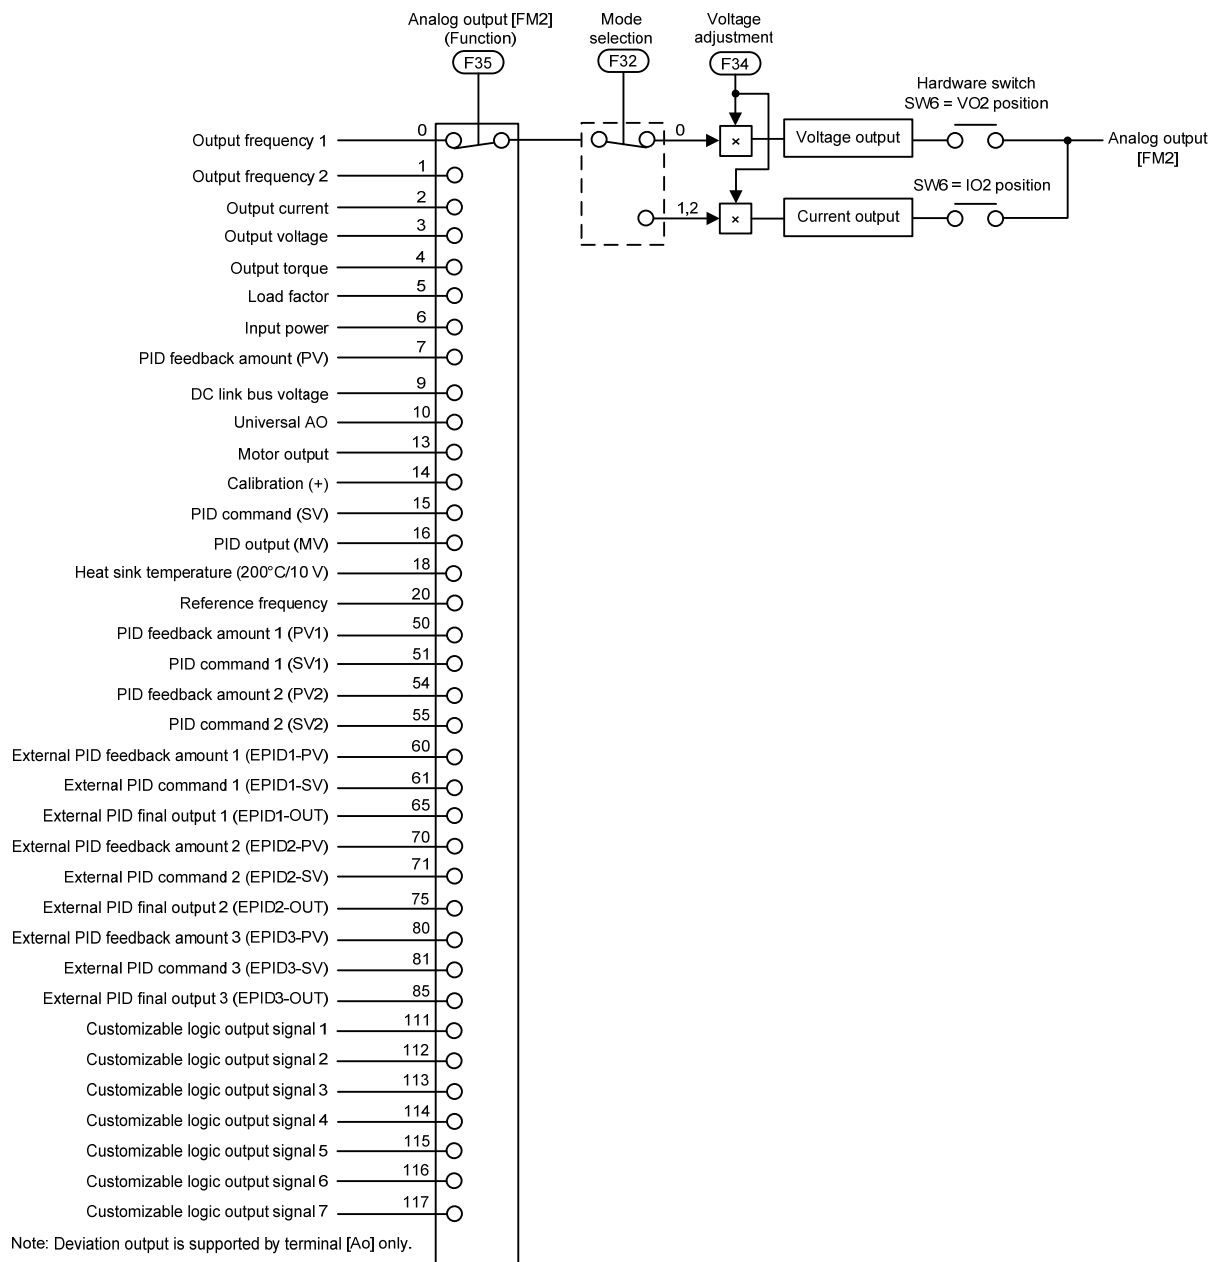 Analog output [FM2]
(Function)
F35
Mode
selection
F32
Voltage
adjustment
F34
Hardware switch
SW6 = VO2 position
Output frequency 1
0
0
×
Voltage output
Analog output
[FM2]
Output frequency 2
1
SW6 = IO2 position
Output current
2
1,2
×
Current output
Output voltage
3
Output torque
4
Load factor
5
Input power
6
PID feedback amount (PV)
7
DC link bus voltage
9
Universal AO
10
Motor output
13
Calibration (+)
14
PID command (SV)
15
PID output (MV)
16
Heat sink temperature (200°C/10 V)
18
Reference frequency
20
PID feedback amount 1 (PV1)
50
PID command 1 (SV1)
51
PID feedback amount 2 (PV2)
54
PID command 2 (SV2)
55
External PID feedback amount 1 (EPID1-PV)
60
External PID command 1 (EPID1-SV)
61
External PID final output 1 (EPID1-OUT)
65
External PID feedback amount 2 (EPID2-PV)
70
External PID command 2 (EPID2-SV)
71
External PID final output 2 (EPID2-OUT)
75
External PID feedback amount 3 (EPID3-PV)
80
External PID command 3 (EPID3-SV)
81
External PID final output 3 (EPID3-OUT)
85
Customizable logic output signal 1
111
Customizable logic output signal 2
112
Customizable logic output signal 3
113
Customizable logic output signal 4
114
Customizable logic output signal 5
115
Customizable logic output signal 6
116
Customizable logic output signal 7
117
Note: Deviation output is supported by terminal [Ao] only.